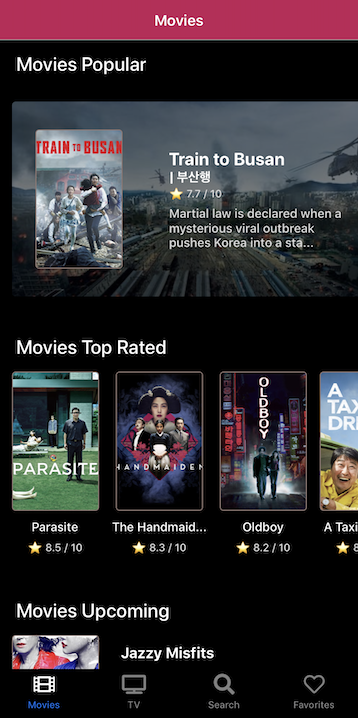 Movies
Movies Popular
TRAIN TO BUSAN
Train to Busan
| 부산행
⭐ 7.7 / 10
Martial law is declared when a
mysterious viral outbreak
pushes Korea into a sta...
Movies Top Rated
PARASITE
HANDMAIDEN
OLDBOY
A
TAX
DRI
Parasite
The Handmaid...
Oldboy
A Taxi
⭐ 8.5 / 10
⭐ 8.3 / 10
⭐ 8.2 / 10
⭐ 8
Movies Upcoming
Jazzy Misfits
Movies
TV
Search
Favorites